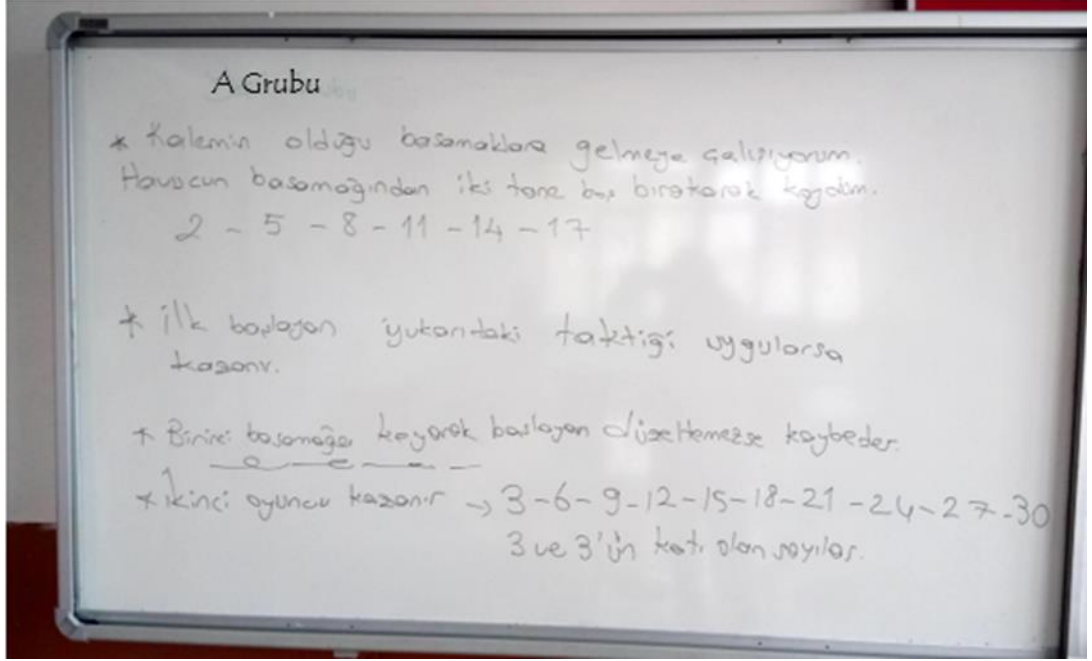 A Grubu
* Kalemin olduğu basamaklara gelmeye çalışıyorum.
Havucun basamağından iki tane boş bırakarak koydum.
2 - 5 - 8 - 11 - 14 - 17
* İlk başlayan yukarıdaki taktiği uygularsa
kazanır.
* Birinci basamağa koyarak başlayan düzeltemezse kaybeder.
* İkinci oyuncu kazanır → 3-6-9-12-15-18-21-24-27-30
3 ve 3'ün katı olan sayılar.